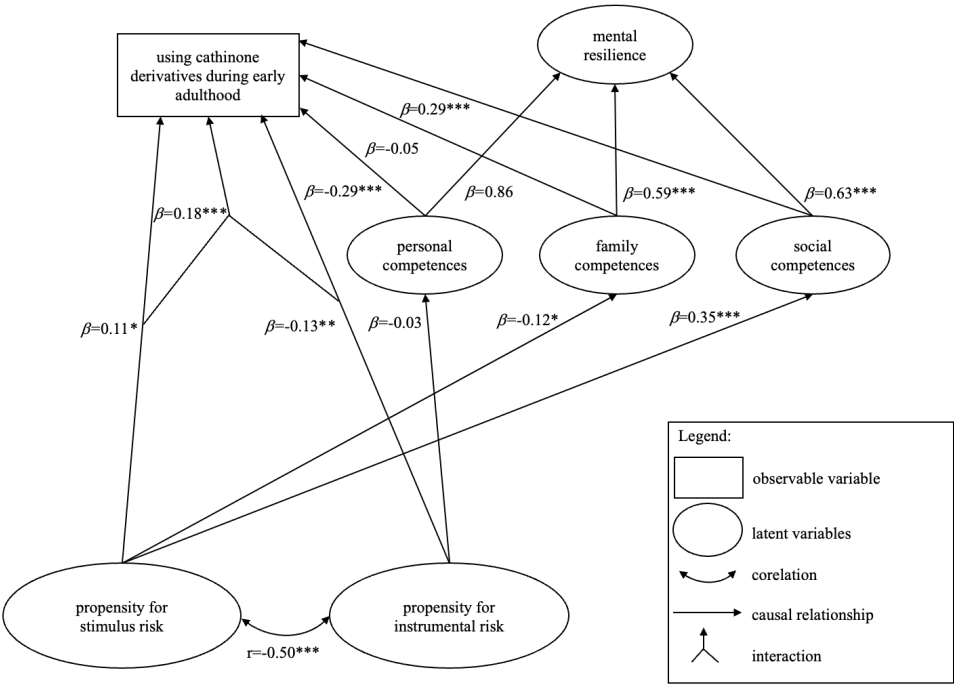 mental
resilience
using cathinone
derivatives during early
adulthood
β=0.29***
β=-0.05
β=-0.29***
β=0.86
β=0.59***
β=0.63***
β=0.18***
personal
competences
family
competences
social
competences
β=0.11*
β=-0.13**
β=-0.03
β=-0.12*
β=0.35***
Legend:
observable variable
latent variables
corelation
causal relationship
interaction
propensity for
stimulus risk
propensity for
instrumental risk
r=-0.50***